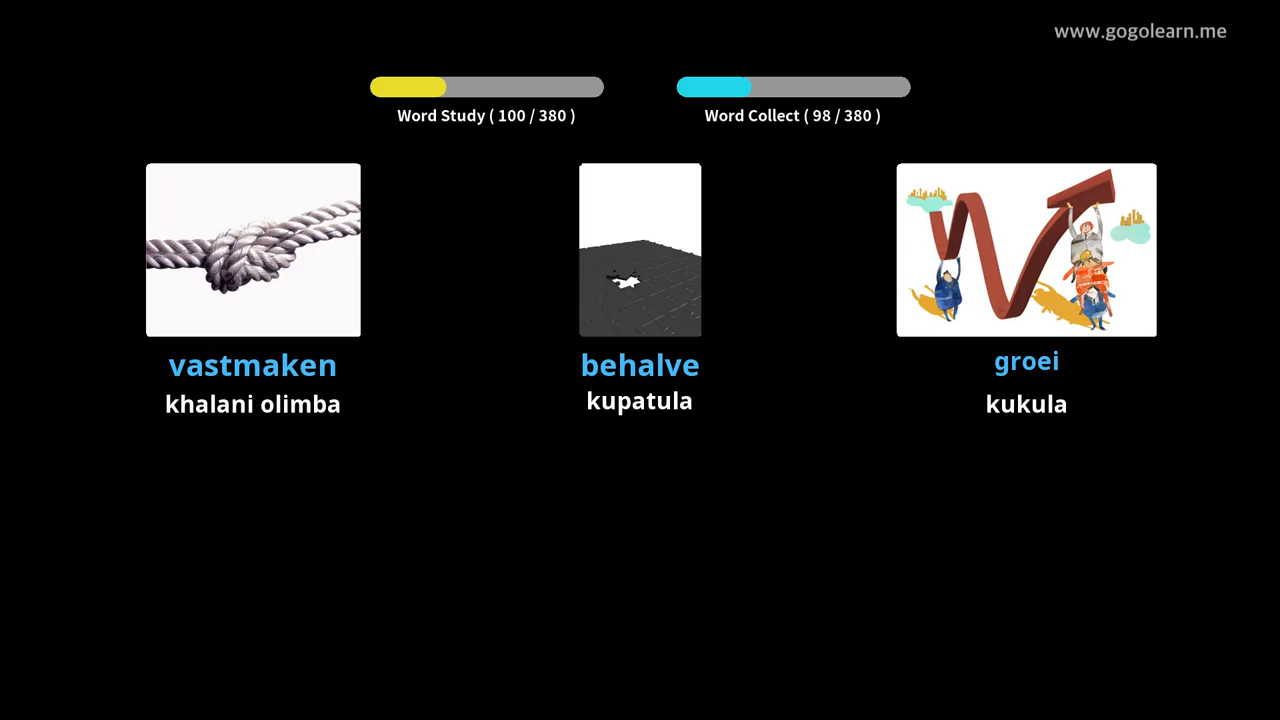 www.gogolearn.me
Word Study ( 100 / 380 )
Word Collect ( 98 / 380 )
vastmaken
khalani olimba
behalve
kupatula
groei
kukula